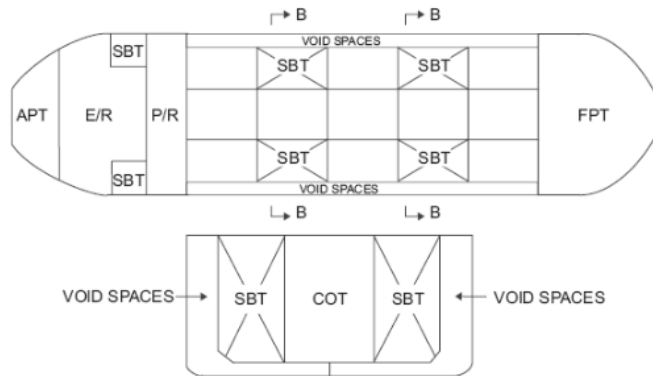 B B
VOID SPACES
SBT SBT SBT
APT E/R P/R FPT
SBT SBT SBT
VOID SPACES
B B
VOID SPACES SBT COT SBT VOID SPACES